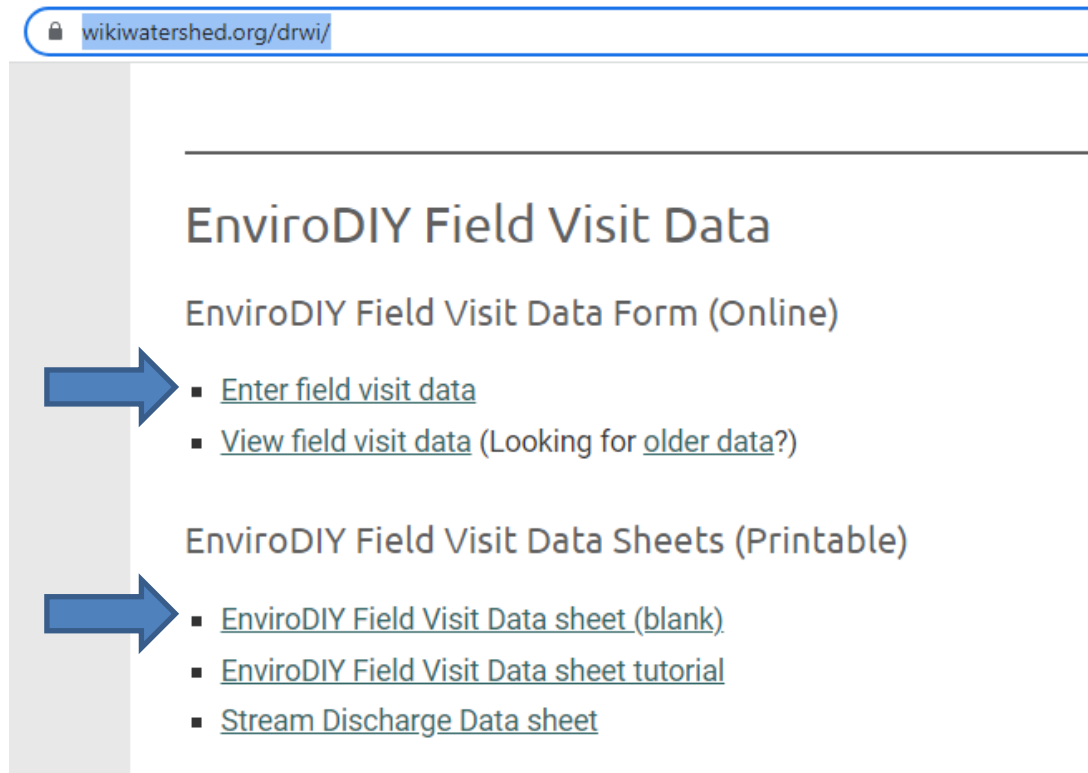 wikiwatershed.org/drwi/
EnviroDIY Field Visit Data
EnviroDIY Field Visit Data Form (Online)
Enter field visit data
View field visit data (Looking for older data?)
EnviroDIY Field Visit Data Sheets (Printable)
EnviroDIY Field Visit Data sheet (blank)
EnviroDIY Field Visit Data sheet tutorial
Stream Discharge Data sheet